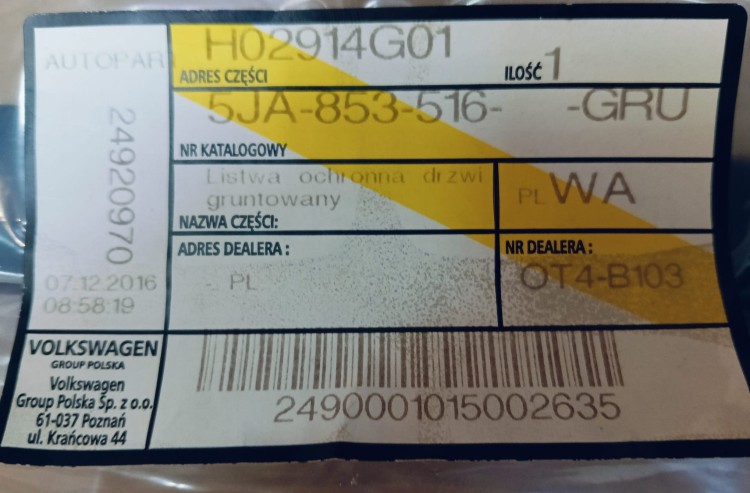 AUTOPAR
24920970
07.12.2016
08:58:19
H02914G01
ADRES CZĘŚCI
ILOŚĆ 1
5JA-853-516- -GRU
NR KATALOGOWY
Listwa ochronna drzwi
gruntowany
NAZWA CZĘŚCI:
PL WA
ADRES DEALERA :
- PL
NR DEALERA :
OT4-B103
VOLKSWAGEN
GROUP POLSKA
Volkswagen
Group Polska Sp. z o.o.
61-037 Poznań
ul. Krańcowa 44
2490001015002635